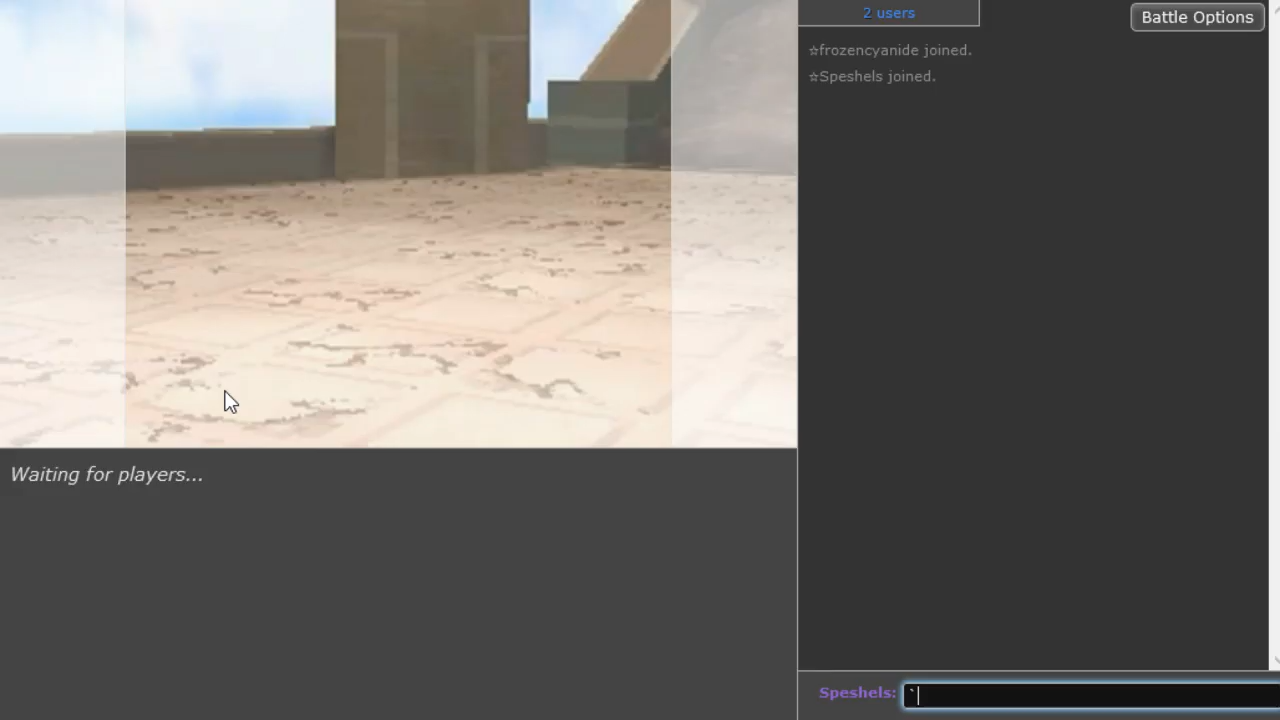 2 users
Battle Options
☆frozencyanide joined.
☆Speshels joined.
Waiting for players...
Speshels: `